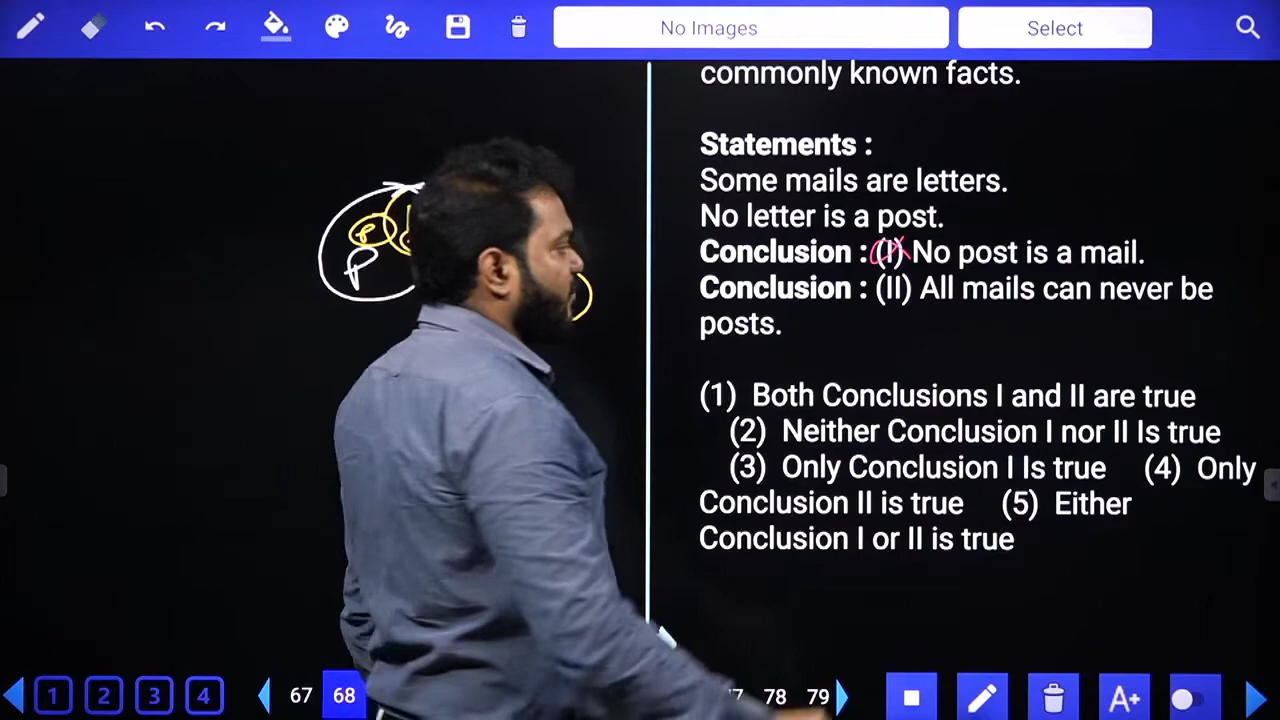 No Images
Select
commonly known facts.
Statements :
Some mails are letters.
No letter is a post.
Conclusion : (I) No post is a mail.
Conclusion : (II) All mails can never be
posts.
(1) Both Conclusions I and II are true
(2) Neither Conclusion I nor II Is true
(3) Only Conclusion I Is true (4) Only
Conclusion II is true (5) Either
Conclusion I or II is true
P
P
1 2 3 4 67 68 78 79 A+